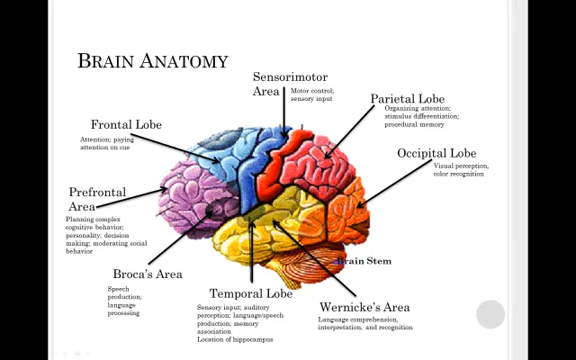 BRAIN ANATOMY
Sensorimotor
Area
Motor control;
sensory input
Parietal Lobe
Organizing attention;
stimulus differentiation;
procedural memory
Frontal Lobe
Attention; paying
attention on cue
Occipital Lobe
Visual perception,
color recognition
Prefrontal
Area
Planning complex
cognitive behavior;
personality; decision
making; moderating social
behavior
Brain Stem
Broca's Area
Speech
production;
language
processing
Temporal Lobe
Sensory input; auditory
perception; language/speech
production; memory
association
Location of hippocampus
Wernicke's Area
Language comprehension,
interpretation, and recognition